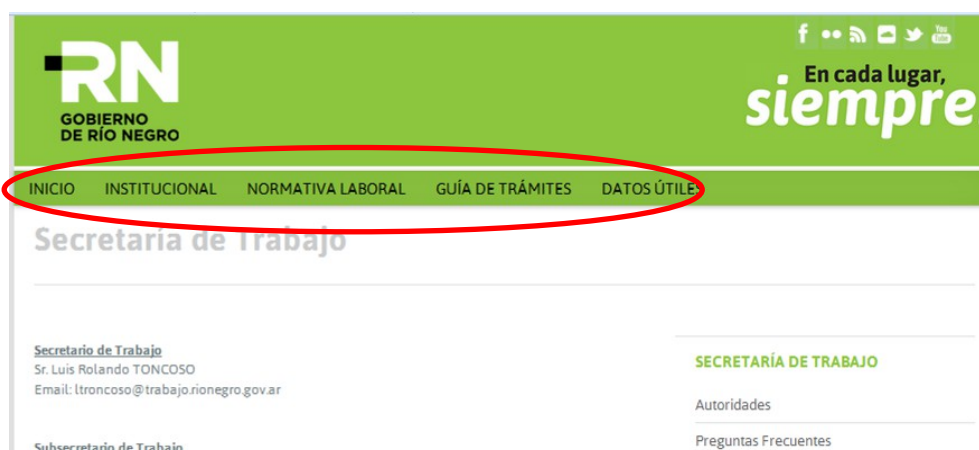 RN
GOBIERNO
DE RÍO NEGRO
f You Tube
En cada lugar,
siempre
INICIO INSTITUCIONAL NORMATIVA LABORAL GUÍA DE TRÁMITES DATOS ÚTILES
Secretaría de Trabajo
Secretario de Trabajo
Sr. Luis Rolando TONCOSO
Email: ltroncoso@trabajo.rionegro.gov.ar
Subsecretario de Trabajo
SECRETARÍA DE TRABAJO
Autoridades
Preguntas Frecuentes